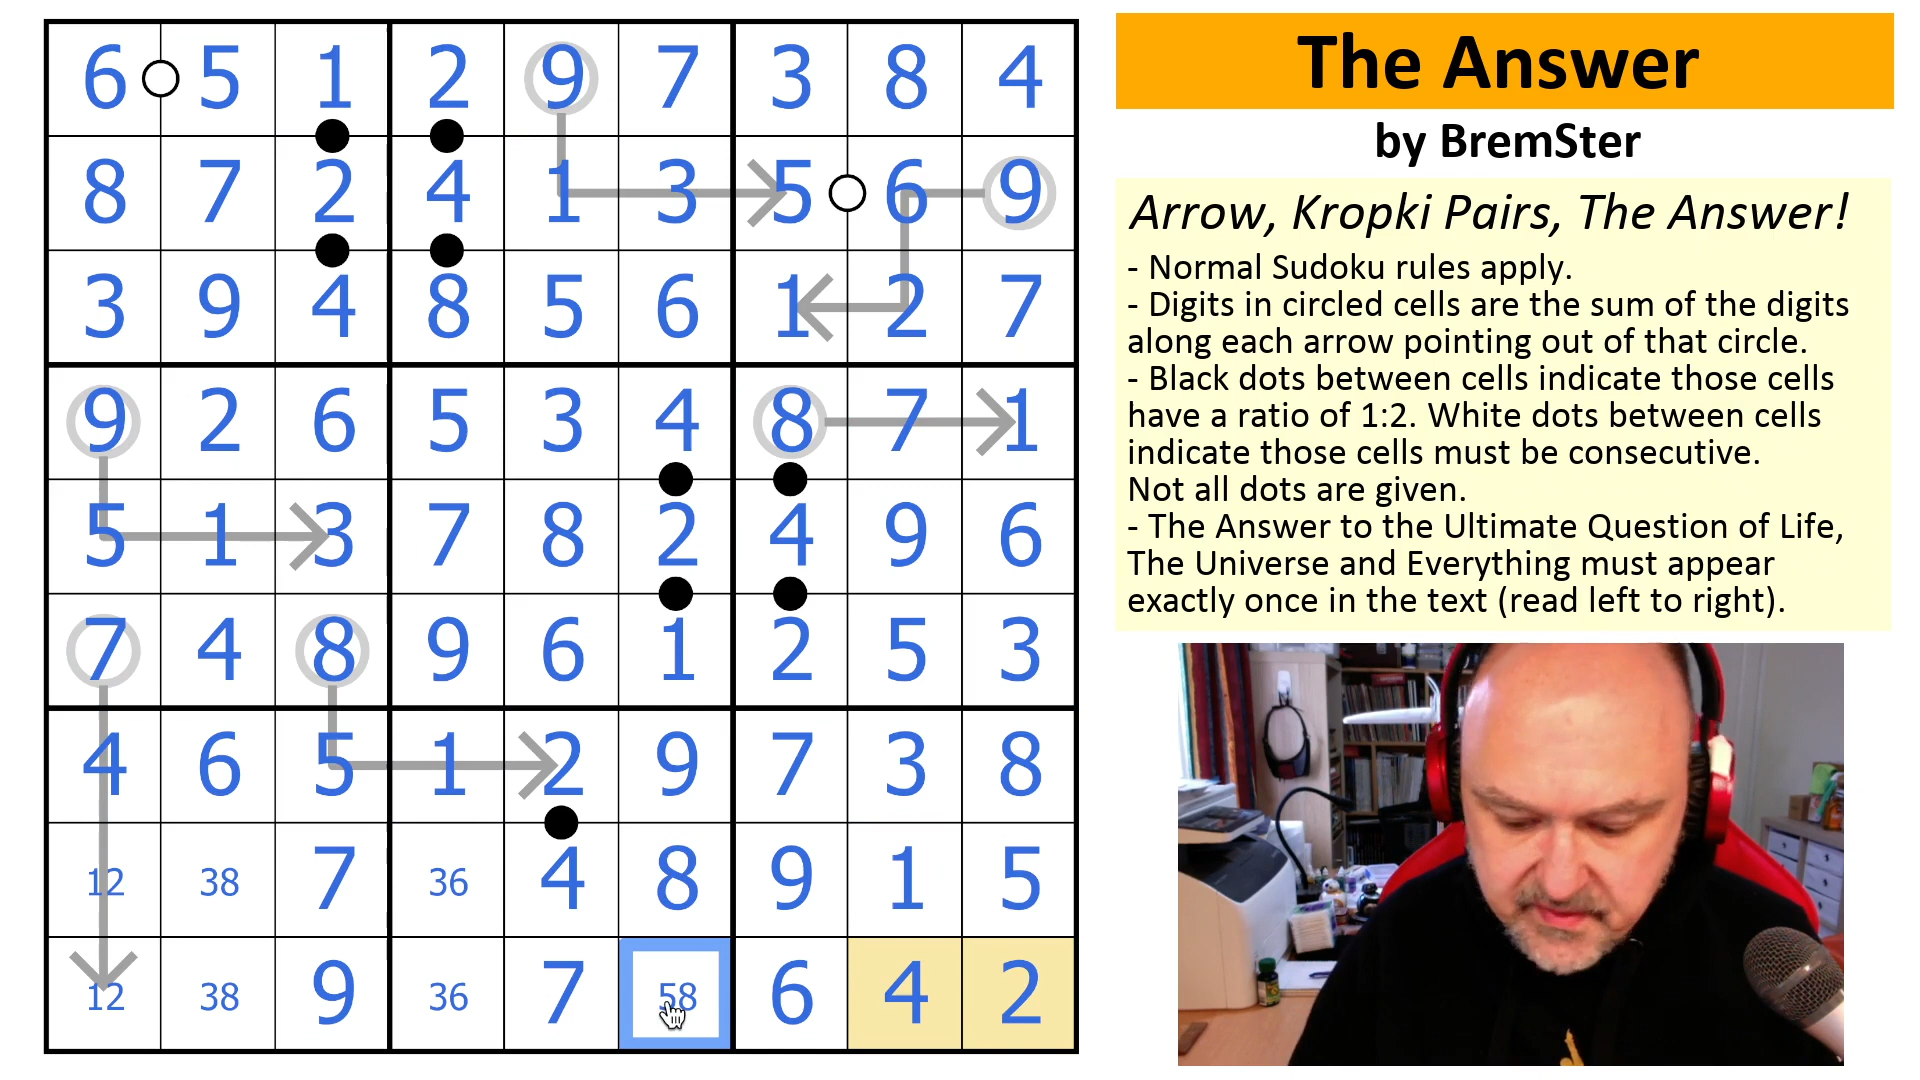 6 5 1 2 9 7 3 8 4
8 7 2 4 1 3 5 6 9
3 9 4 8 5 6 1 2 7
9 2 6 5 3 4 8 7 1
5 1 3 7 8 2 4 9 6
7 4 8 9 6 1 2 5 3
4 6 5 1 2 9 7 3 8
12 38 7 36 4 8 9 1 5
12 38 9 36 7 58 6 4 2
The Answer
by BremSter
Arrow, Kropki Pairs, The Answer!
- Normal Sudoku rules apply.
- Digits in circled cells are the sum of the digits
along each arrow pointing out of that circle.
- Black dots between cells indicate those cells
have a ratio of 1:2. White dots between cells
indicate those cells must be consecutive.
Not all dots are given.
- The Answer to the Ultimate Question of Life,
The Universe and Everything must appear
exactly once in the text (read left to right).